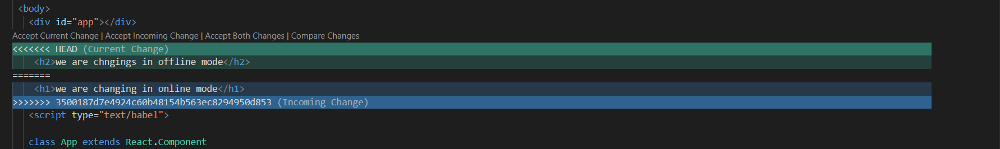 <body>
<div id="app"></div>
Accept Current Change | Accept Incoming Change | Accept Both Changes | Compare Changes
<<<<<<< HEAD (Current Change)
<h2>we are chngings in offline mode</h2>
=======
<h1>we are changing in online mode</h1>
>>>>>>> 3500187d7e4924c60b48154b563ec8294950d853 (Incoming Change)
<script type="text/babel">
class App extends React.Component